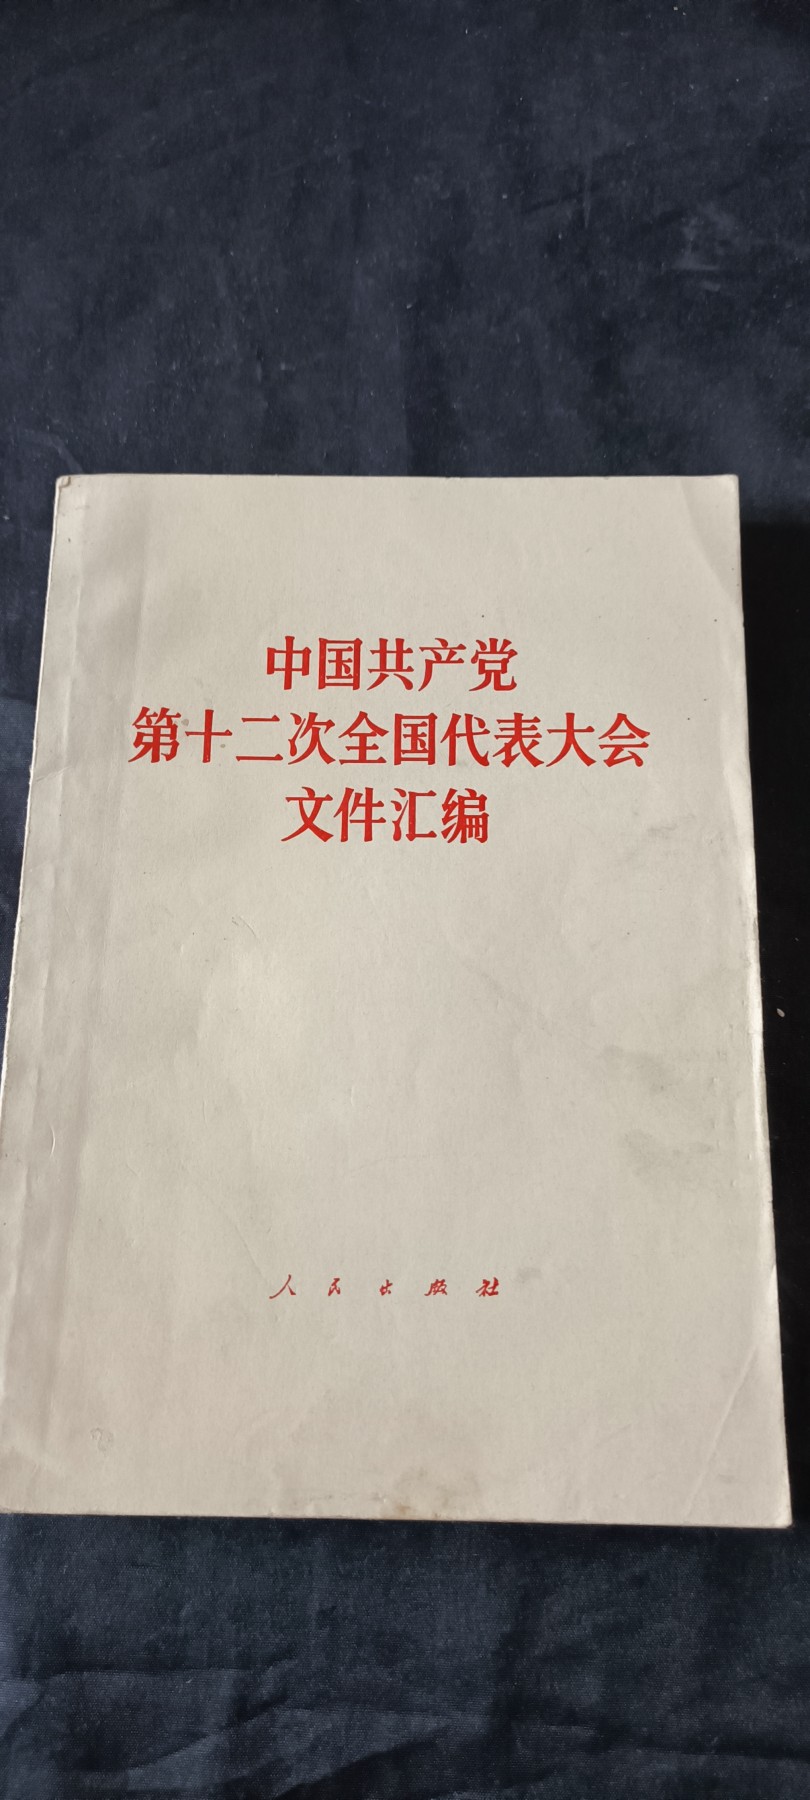 中国共产党
第十二次全国代表大会
文件汇编
人民出版社